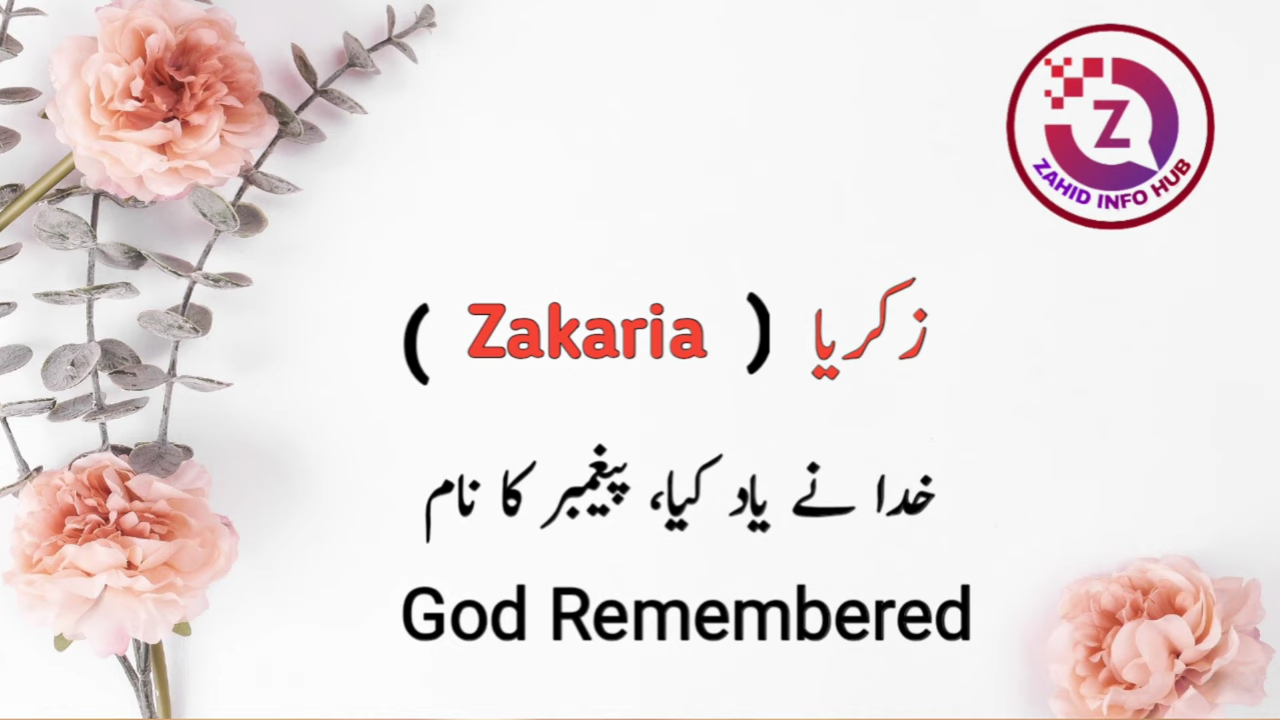 Z
ZAHID INFO HUB
زکریا ( Zakaria )
خدا نے یاد کیا، پیغمبر کا نام
God Remembered